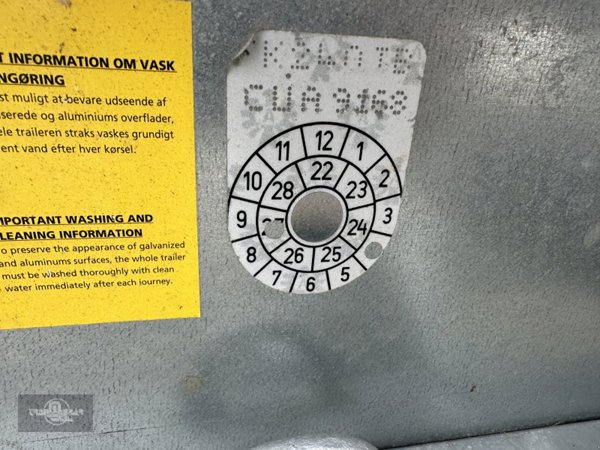 T INFORMATION OM VASK
NGØRING
st muligt at bevare udseende af
serede og aluminiums overflader,
ele traileren straks vaskes grundigt
ent vand efter hver kørsel.
MPORTANT WASHING AND
LEANING INFORMATION
o preserve the appearance of galvanized
and aluminums surfaces, the whole trailer
must be washed thoroughly with clean
water immediately after each journey.
11 12 1
10 28 22 23 2
9 24 3
8 26 25
7 6 5